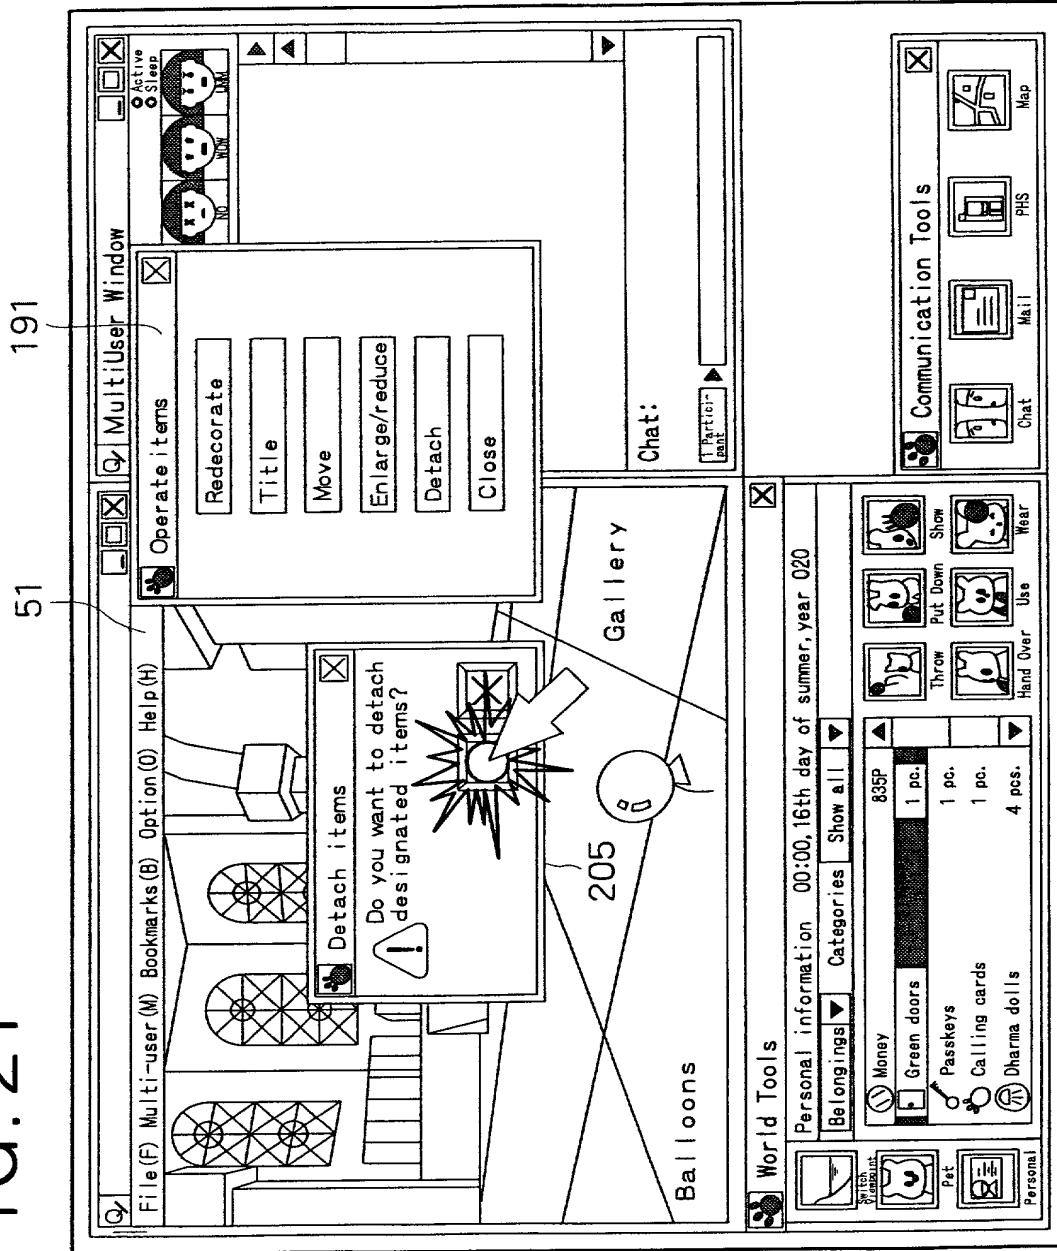 FIG. 21
51
191
File(F) Multi-user(M) Bookmarks(B) Option(O) Help(H)
MultiUser Window
Active
Sleep
NO
WOW
Operate items
Redecorate
Title
Move
Enlarge/reduce
Detach
Close
Detach items
Do you want to detach
designated items?
205
Balloons
Gallery
Chat:
1 Partici-
pant
World Tools
Switch
Viewpoint
Pet
Personal
Personal information 00:00,16th day of summer,year 020
Belongings
Categories
Show all
Money 835P
Green doors 1 pc.
Passkeys 1 pc.
Calling cards 1 pc.
Dharma dolls 4 pcs.
Throw
Put Down
Show
Hand Over
Use
Wear
Communication Tools
Chat
Mail
PHS
Map